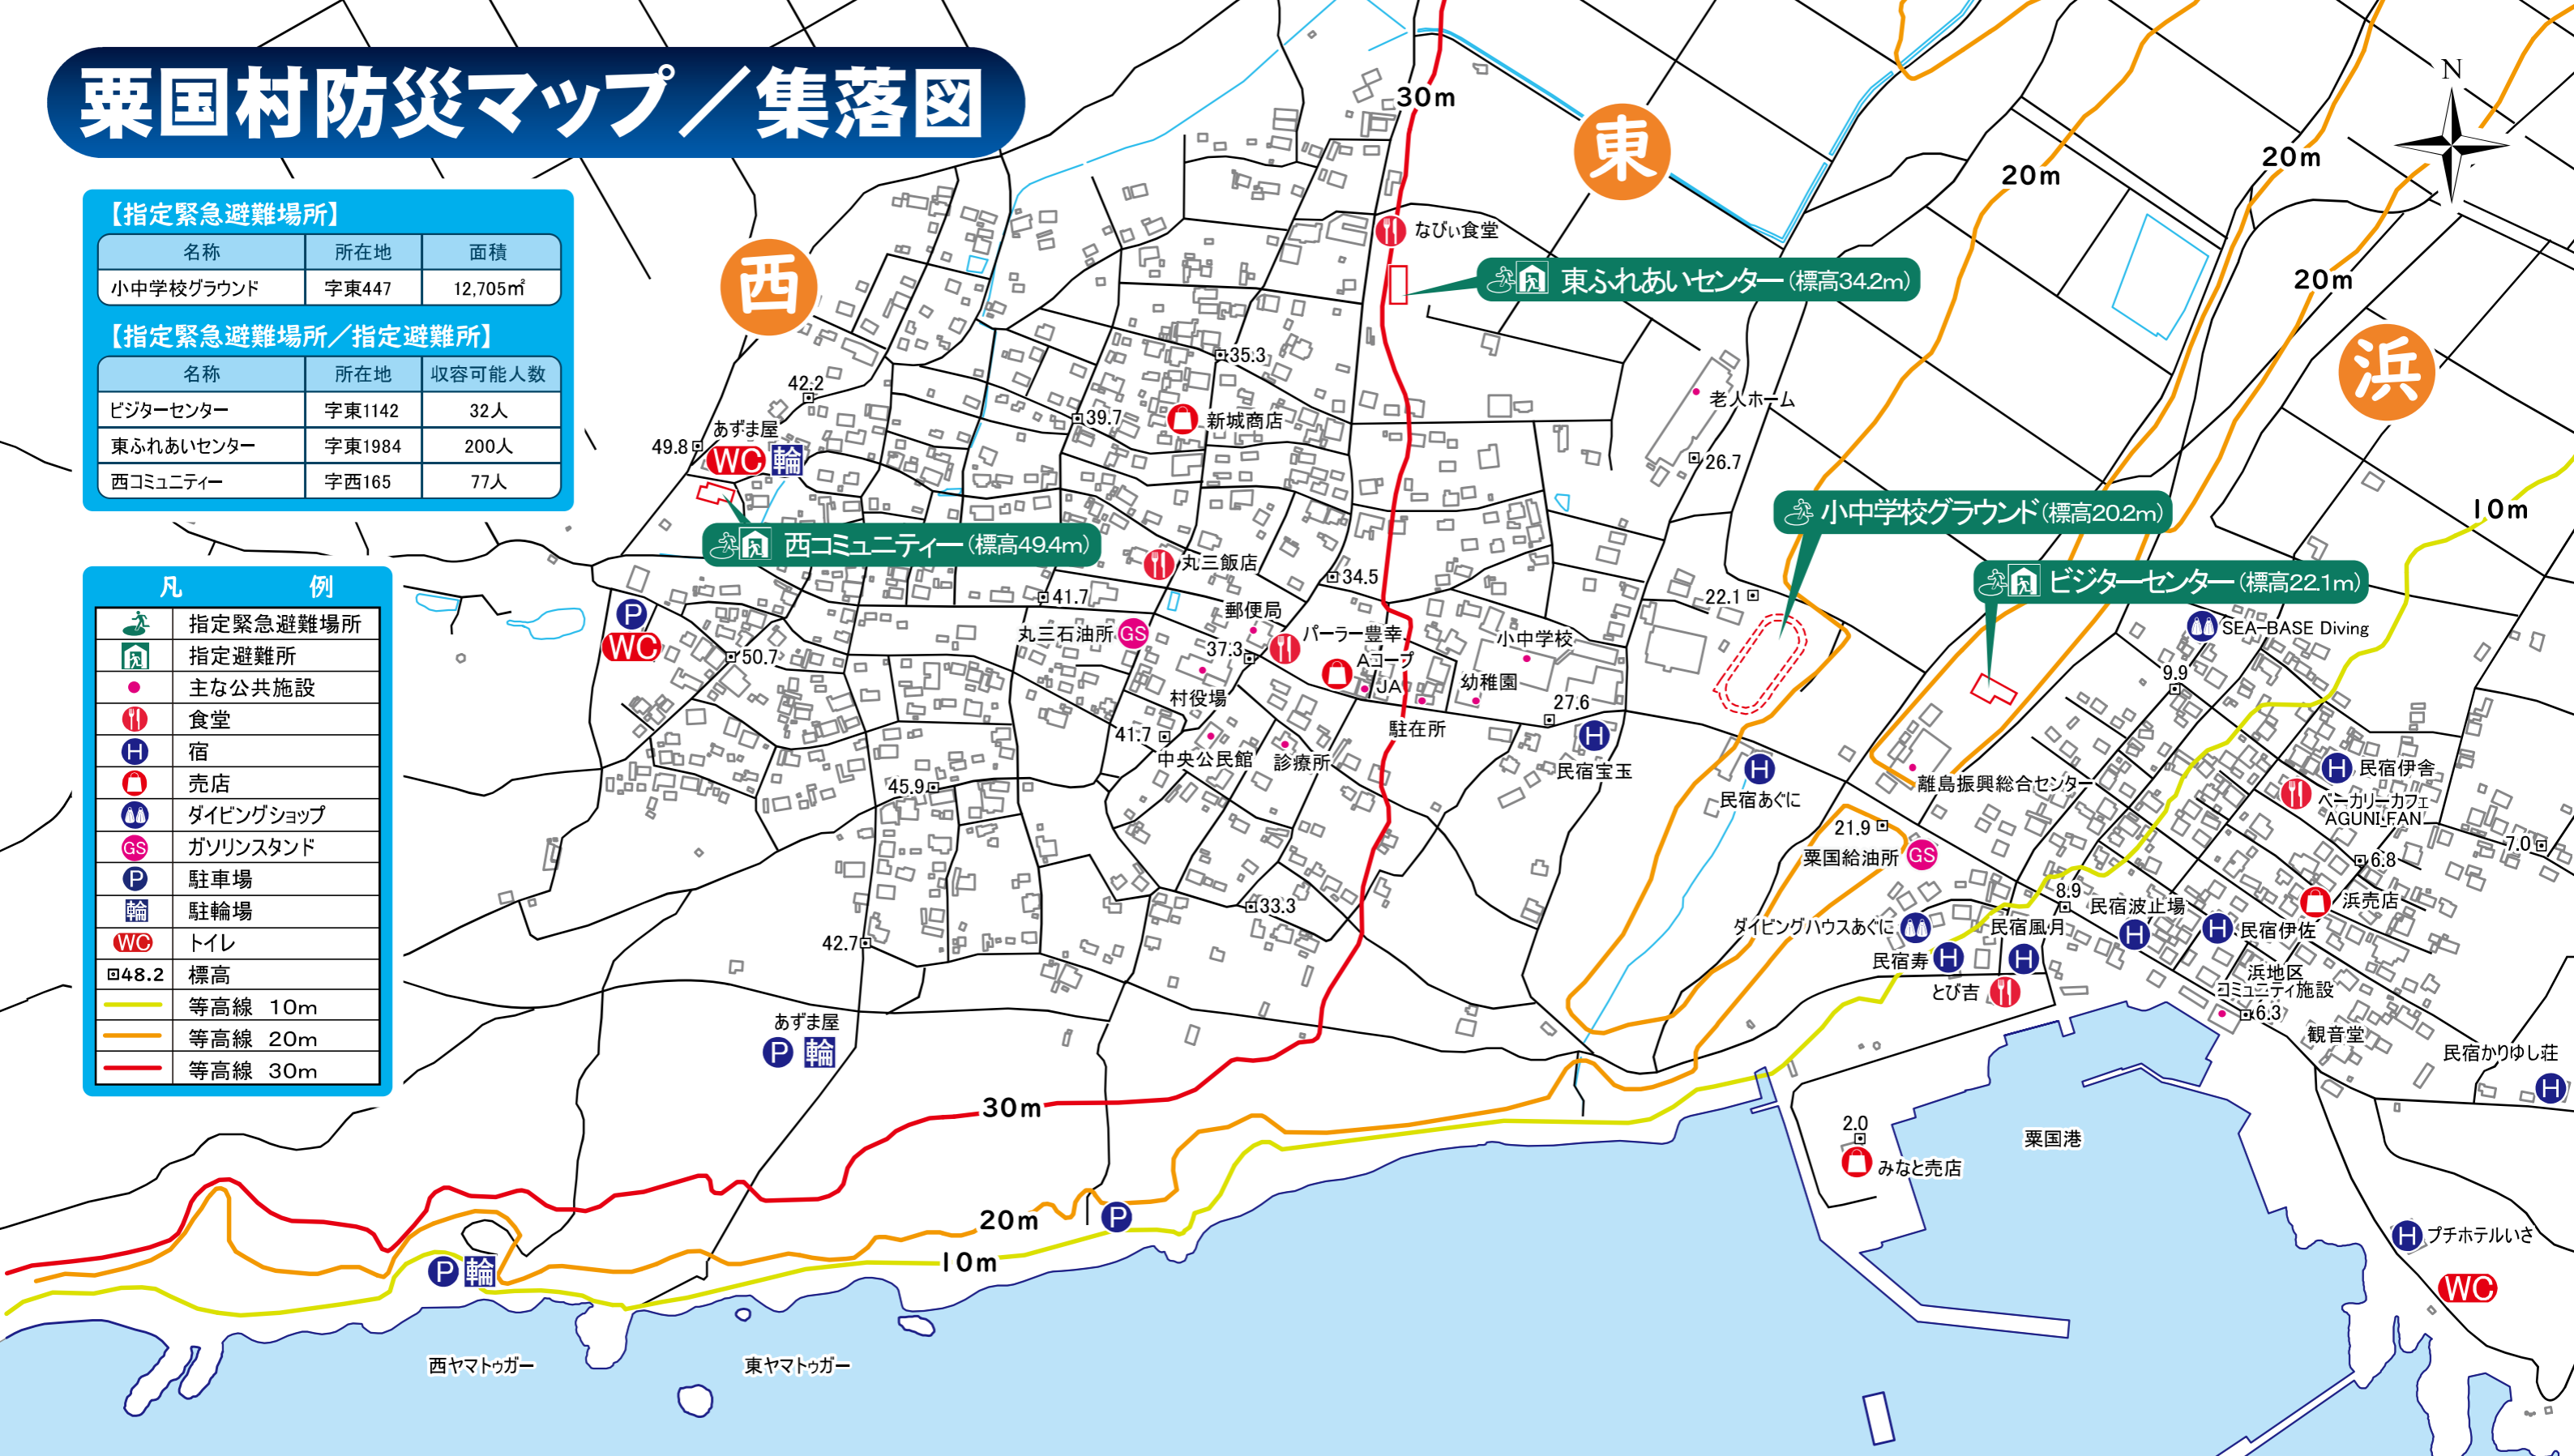 粟国村防災マップ／集落図
【指定緊急避難場所】
名称 所在地 面積
小中学校グラウンド 字東447 12,705㎡
【指定緊急避難場所／指定避難所】
名称 所在地 収容可能人数
ビジターセンター 字東1142 32人
東ふれあいセンター 字東1984 200人
西コミュニティー 字西165 77人
凡例
指定緊急避難場所
指定避難所
主な公共施設
食堂
H 宿
売店
ダイビングショップ
GS ガソリンスタンド
P 駐車場
輪 駐輪場
WC トイレ
48.2 標高
等高線 10m
等高線 20m
等高線 30m
N
西
東
浜
30m
20m
20m
20m
10m
なびぃ食堂
東ふれあいセンター（標高34.2m）
35.3
42.2
39.7
新城商店
老人ホーム
26.7
あずま屋
49.8
WC 輪
西コミュニティー（標高49.4m）
小中学校グラウンド（標高20.2m）
ビジターセンター（標高22.1m）
丸三飯店
34.5
41.7
22.1
P
WC
50.7
郵便局
丸三石油所 GS
37.3
パーラー豊幸
Aコープ
JA
小中学校
幼稚園
村役場
駐在所
27.6
41.7
中央公民館
診療所
H
民宿宝玉
H
民宿あぐに
SEA-BASE Diving
9.9
離島振興総合センター
H 民宿伊舎
ベーカリーカフェ
AGUNI.FAN
7.0
6.8
45.9
21.9
粟国給油所 GS
33.3
42.7
8.9
民宿波止場
H
浜売店
ダイビングハウスあぐに
民宿風月
H
H 民宿伊佐
民宿寿 H
とび吉
浜地区
コミュニティ施設
6.3
観音堂
民宿かりゆし荘
H
あずま屋
P 輪
30m
20m
10m
P
P 輪
2.0
みなと売店
粟国港
H プチホテルいさ
WC
西ヤマトゥガー
東ヤマトゥガー